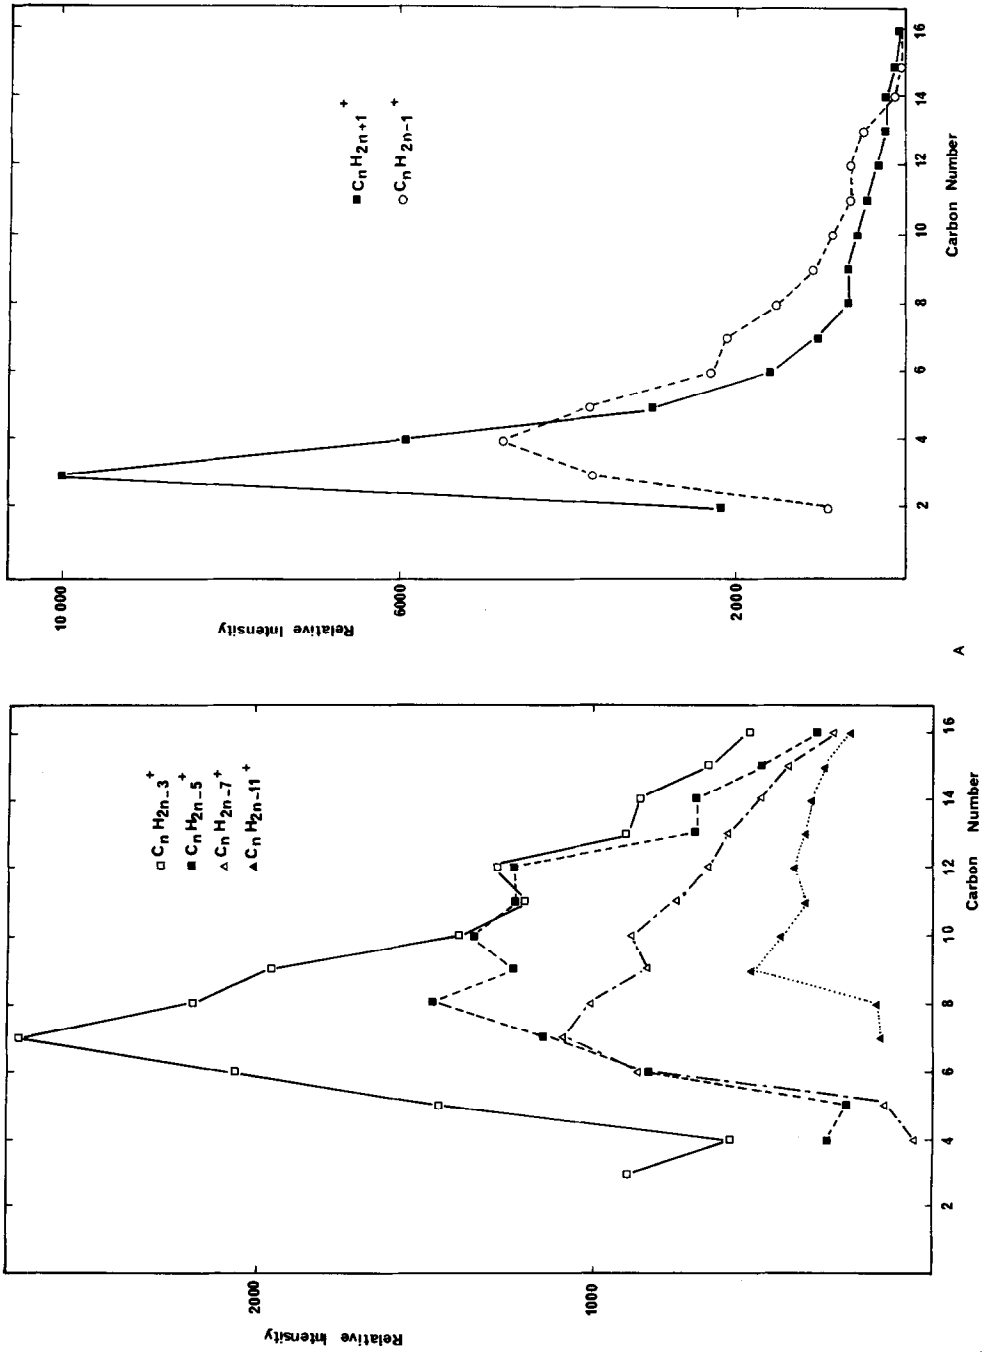 10 000
6000
2000
Relative Intensity
CnH2n+1+
CnH2n-1+
2
4
6
8
10
12
14
16
Carbon Number
A
2000
1000
Relative Intensity
CnH2n-3+
CnH2n-5+
CnH2n-7+
CnH2n-11+
2
4
6
8
10
12
14
16
Carbon Number